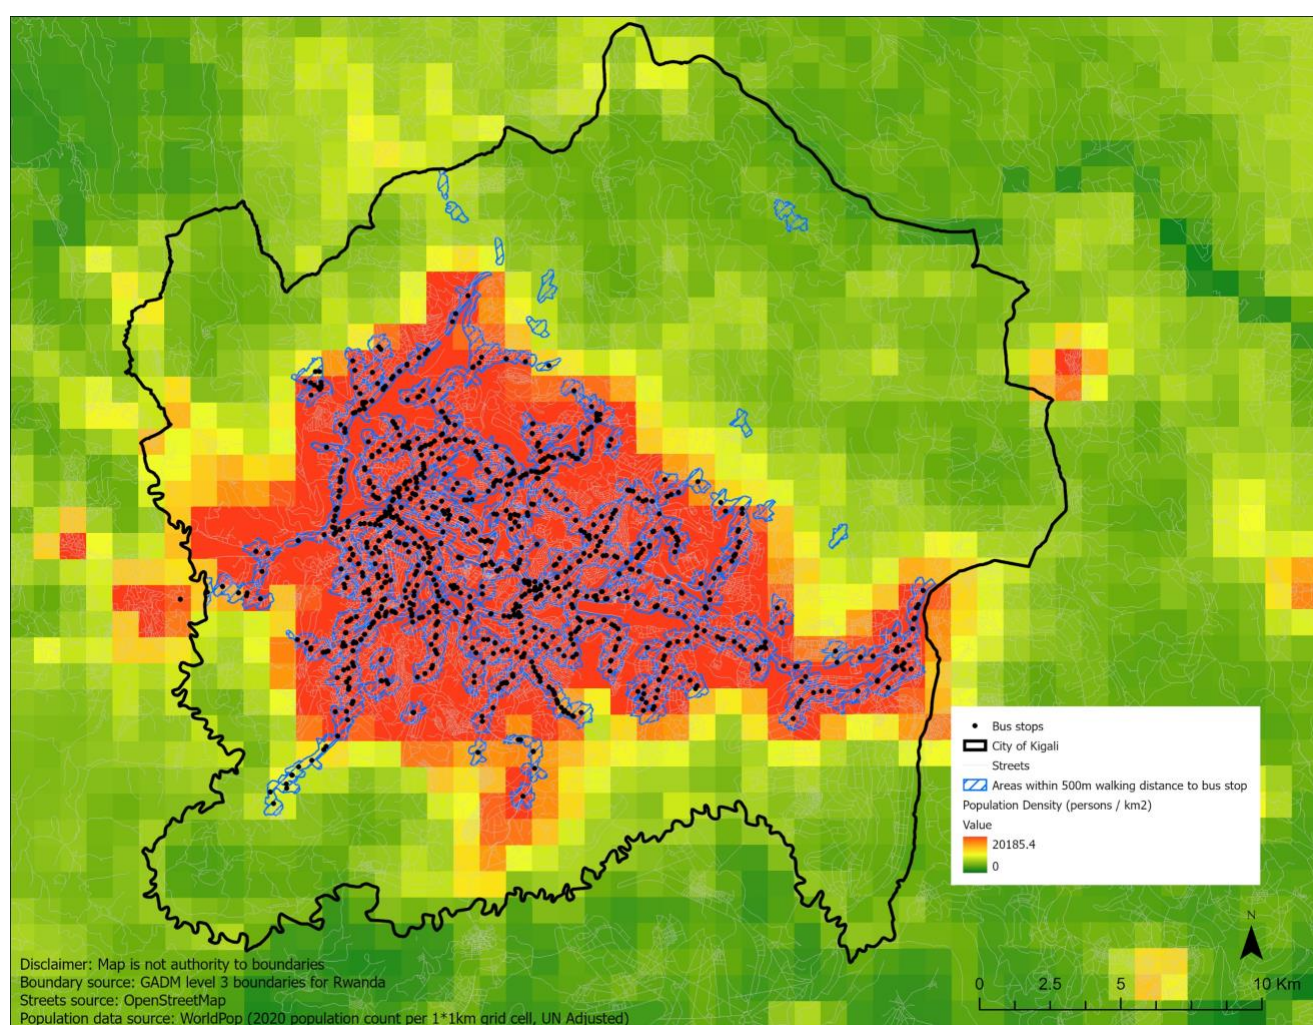 Bus stops
City of Kigali
Streets
Areas within 500m walking distance to bus stop
Population Density (persons / km2)
Value
20185.4
0
N
0 2.5 5 10 Km
Disclaimer: Map is not authority to boundaries
Boundary source: GADM level 3 boundaries for Rwanda
Streets source: OpenStreetMap
Population data source: WorldPop (2020 population count per 1*1km grid cell, UN Adjusted)